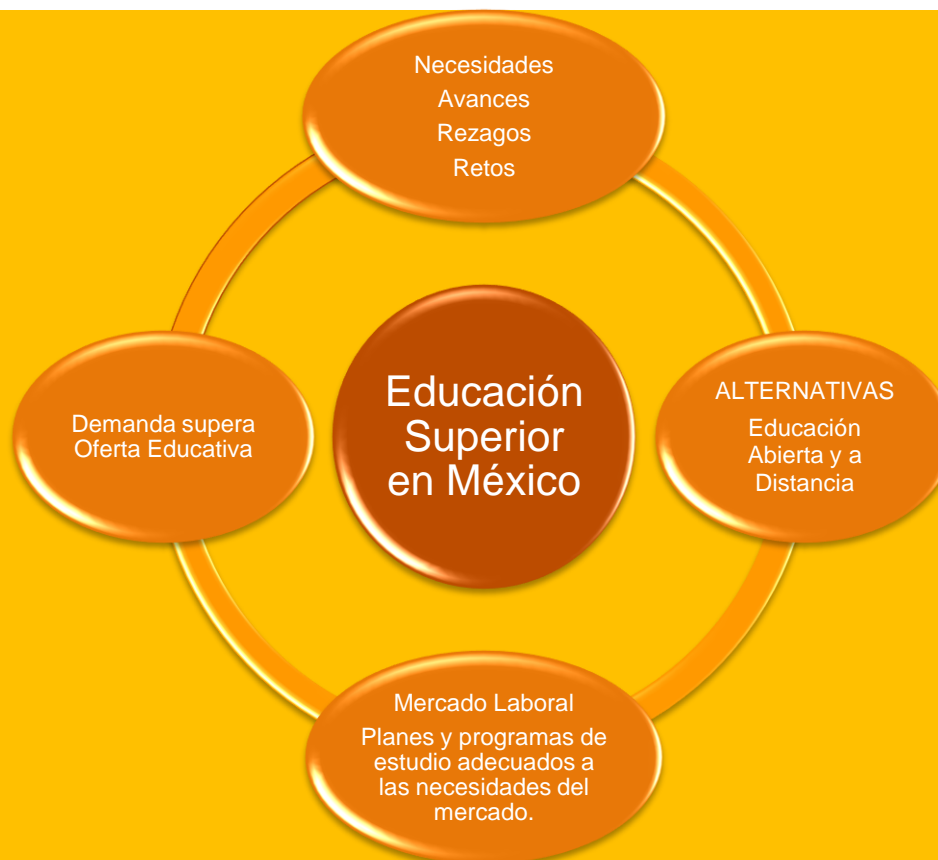 Necesidades
Avances
Rezagos
Retos
Demanda supera
Oferta Educativa
Educación
Superior
en México
ALTERNATIVAS
Educación
Abierta y a
Distancia
Mercado Laboral
Planes y programas de
estudio adecuados a
las necesidades del
mercado.